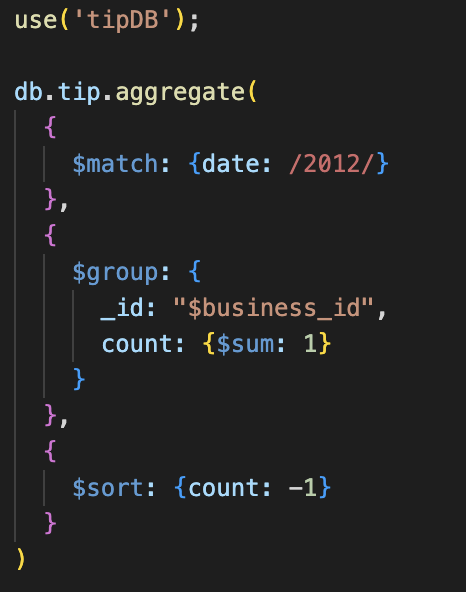 use('tipDB');

db.tip.aggregate(
  {
    $match: {date: /2012/}
  },
  {
    $group: {
      _id: "$business_id",
      count: {$sum: 1}
    }
  },
  {
    $sort: {count: -1}
  }
)